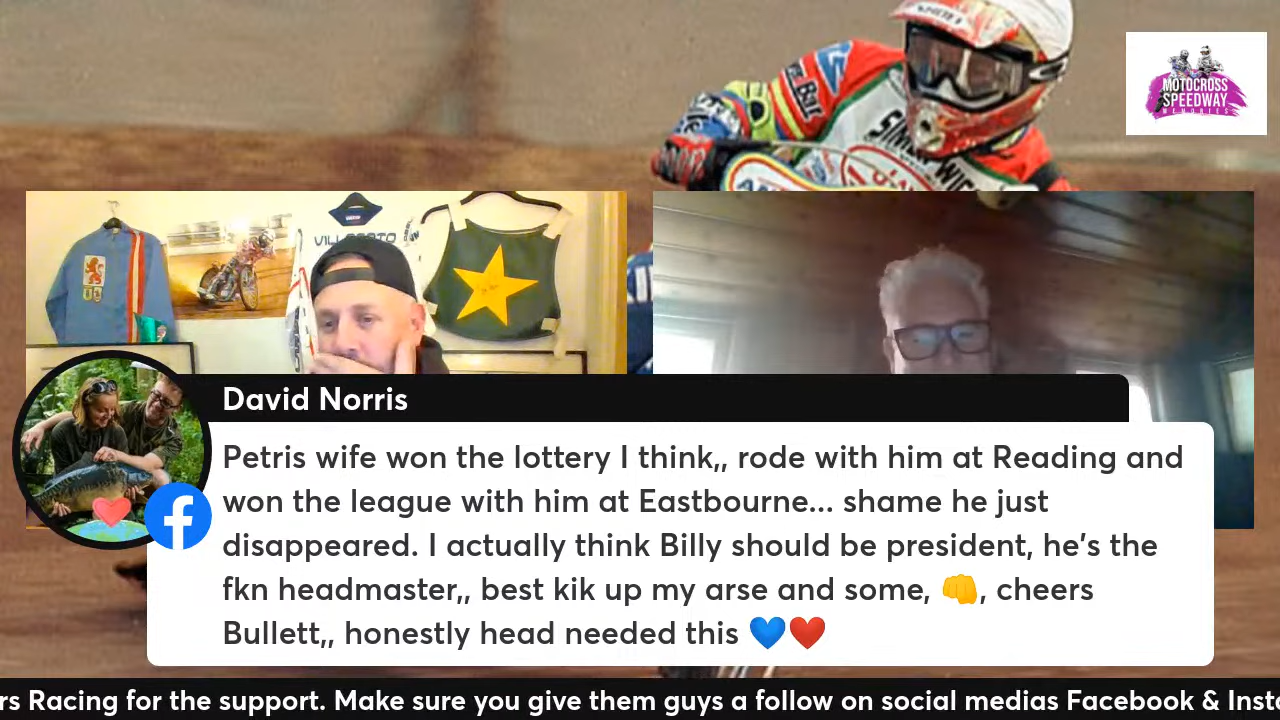 MOTOCROSS
SPEEDWAY
MEMORIES
David Norris
Petris wife won the lottery I think,, rode with him at Reading and
won the league with him at Eastbourne... shame he just
disappeared. I actually think Billy should be president, he's the
fkn headmaster,, best kik up my arse and some, 👊, cheers
Bullett,, honestly head needed this 💙❤️
rs Racing for the support. Make sure you give them guys a follow on social medias Facebook & Inst